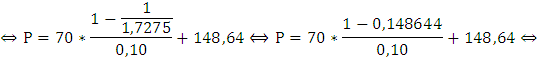 ⇔ P = 70 * (1 − 1/1,7275)/0,10 + 148,64 ⇔ P = 70 * (1 − 0,148644)/0,10 + 148,64 ⇔